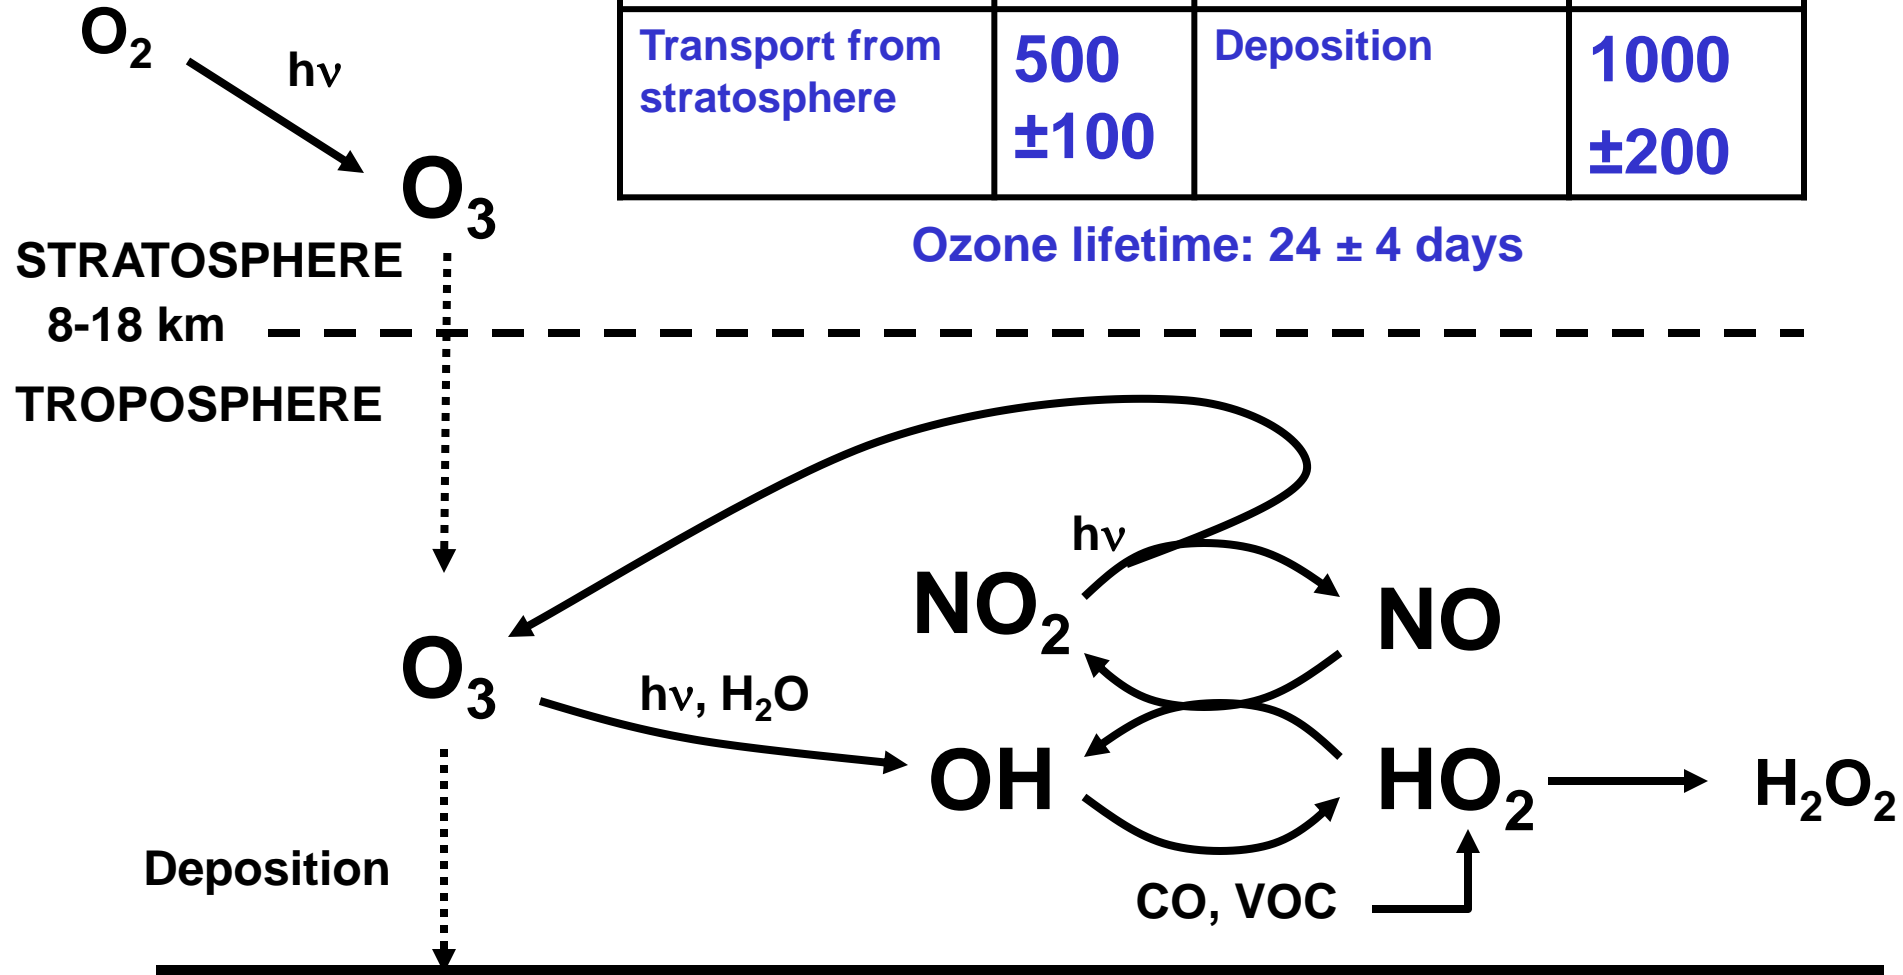 O₂
hν
O₃
Transport from
stratosphere
500
±100
Deposition
1000
±200
Ozone lifetime: 24 ± 4 days
STRATOSPHERE
8-18 km
TROPOSPHERE
hν
NO₂
NO
O₃
hν, H₂O
OH
HO₂
H₂O₂
Deposition
CO, VOC